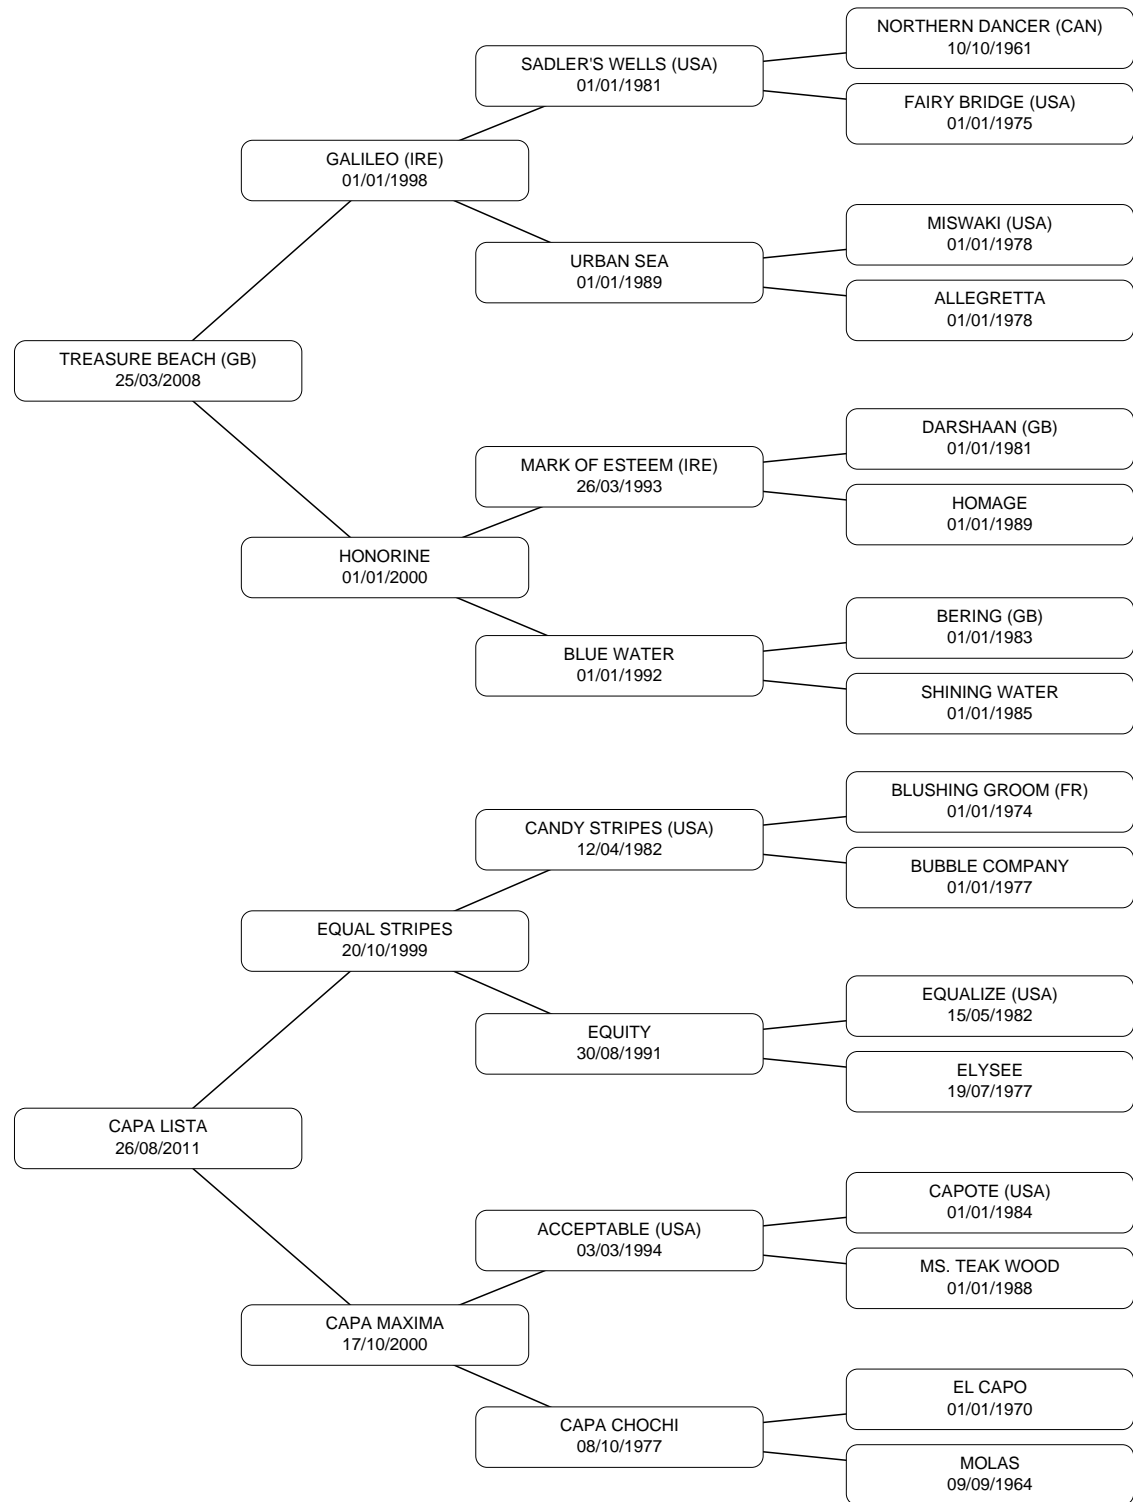 NORTHERN DANCER (CAN)
10/10/1961
SADLER'S WELLS (USA)
01/01/1981
FAIRY BRIDGE (USA)
01/01/1975
GALILEO (IRE)
01/01/1998
MISWAKI (USA)
01/01/1978
URBAN SEA
01/01/1989
ALLEGRETTA
01/01/1978
TREASURE BEACH (GB)
25/03/2008
DARSHAAN (GB)
01/01/1981
MARK OF ESTEEM (IRE)
26/03/1993
HOMAGE
01/01/1989
HONORINE
01/01/2000
BERING (GB)
01/01/1983
BLUE WATER
01/01/1992
SHINING WATER
01/01/1985
BLUSHING GROOM (FR)
01/01/1974
CANDY STRIPES (USA)
12/04/1982
BUBBLE COMPANY
01/01/1977
EQUAL STRIPES
20/10/1999
EQUALIZE (USA)
15/05/1982
EQUITY
30/08/1991
ELYSEE
19/07/1977
CAPA LISTA
26/08/2011
CAPOTE (USA)
01/01/1984
ACCEPTABLE (USA)
03/03/1994
MS. TEAK WOOD
01/01/1988
CAPA MAXIMA
17/10/2000
EL CAPO
01/01/1970
CAPA CHOCHI
08/10/1977
MOLAS
09/09/1964